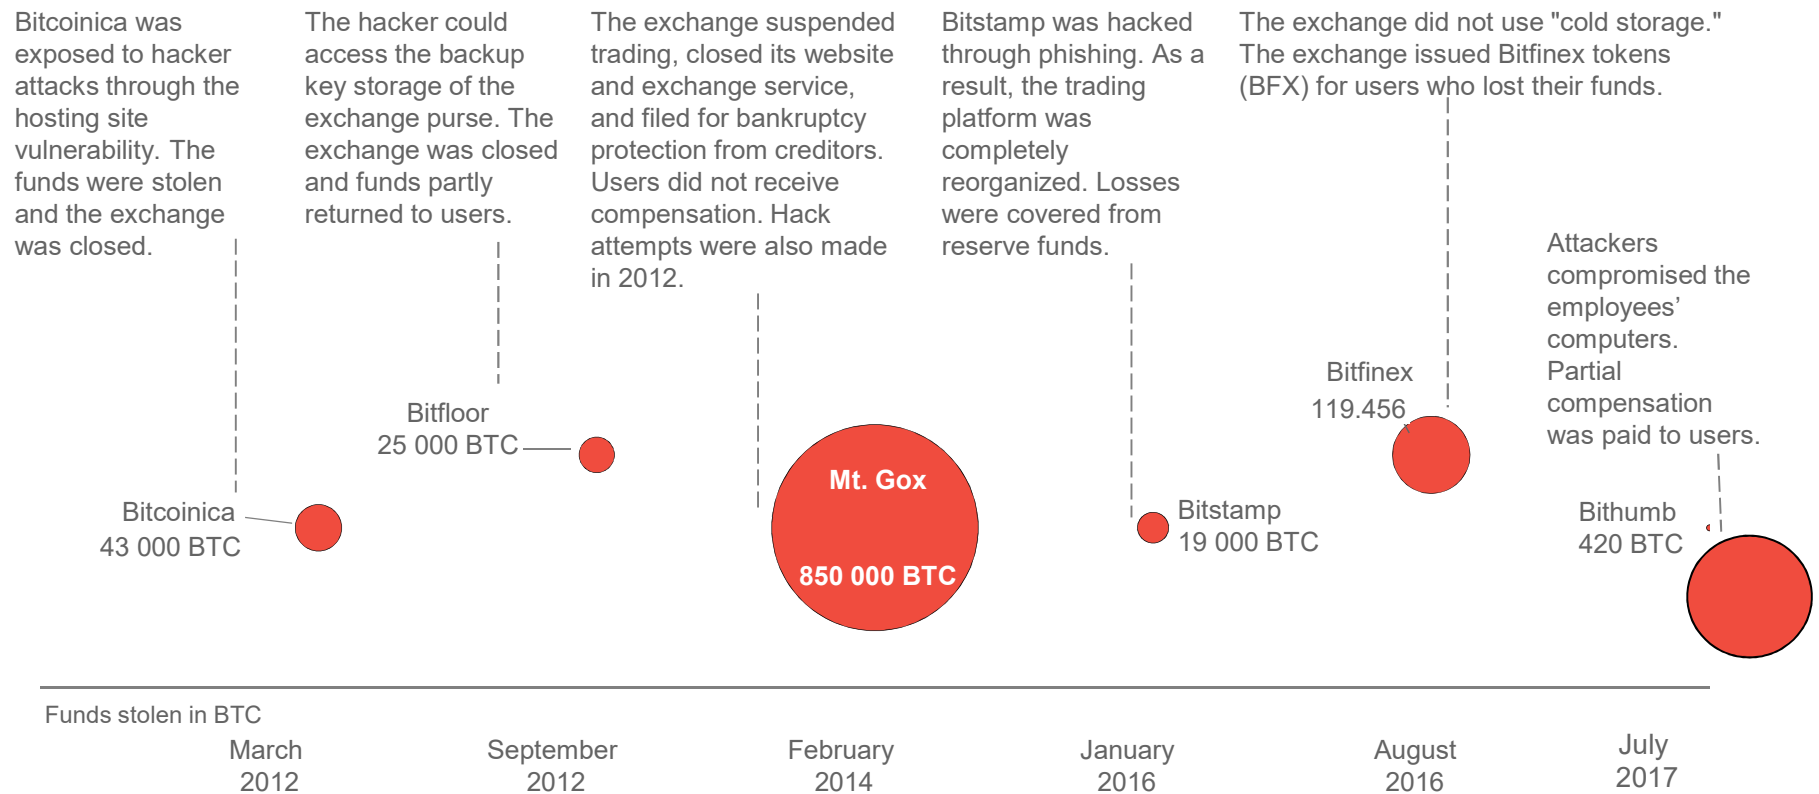 Bitcoinica was
exposed to hacker
attacks through the
hosting site
vulnerability. The
funds were stolen
and the exchange
was closed.
The hacker could
access the backup
key storage of the
exchange purse. The
exchange was closed
and funds partly
returned to users.
The exchange suspended
trading, closed its website
and exchange service,
and filed for bankruptcy
protection from creditors.
Users did not receive
compensation. Hack
attempts were also made
in 2012.
Bitstamp was hacked
through phishing. As a
result, the trading
platform was
completely
reorganized. Losses
were covered from
reserve funds.
The exchange did not use "cold storage."
The exchange issued Bitfinex tokens
(BFX) for users who lost their funds.
Attackers
compromised the
employees’
computers.
Partial
compensation
was paid to users.
Bitcoinica
43 000 BTC
Bitfloor
25 000 BTC
Mt. Gox
850 000 BTC
Bitstamp
19 000 BTC
Bitfinex
119.456
Bithumb
420 BTC
Funds stolen in BTC
March
2012
September
2012
February
2014
January
2016
August
2016
July
2017